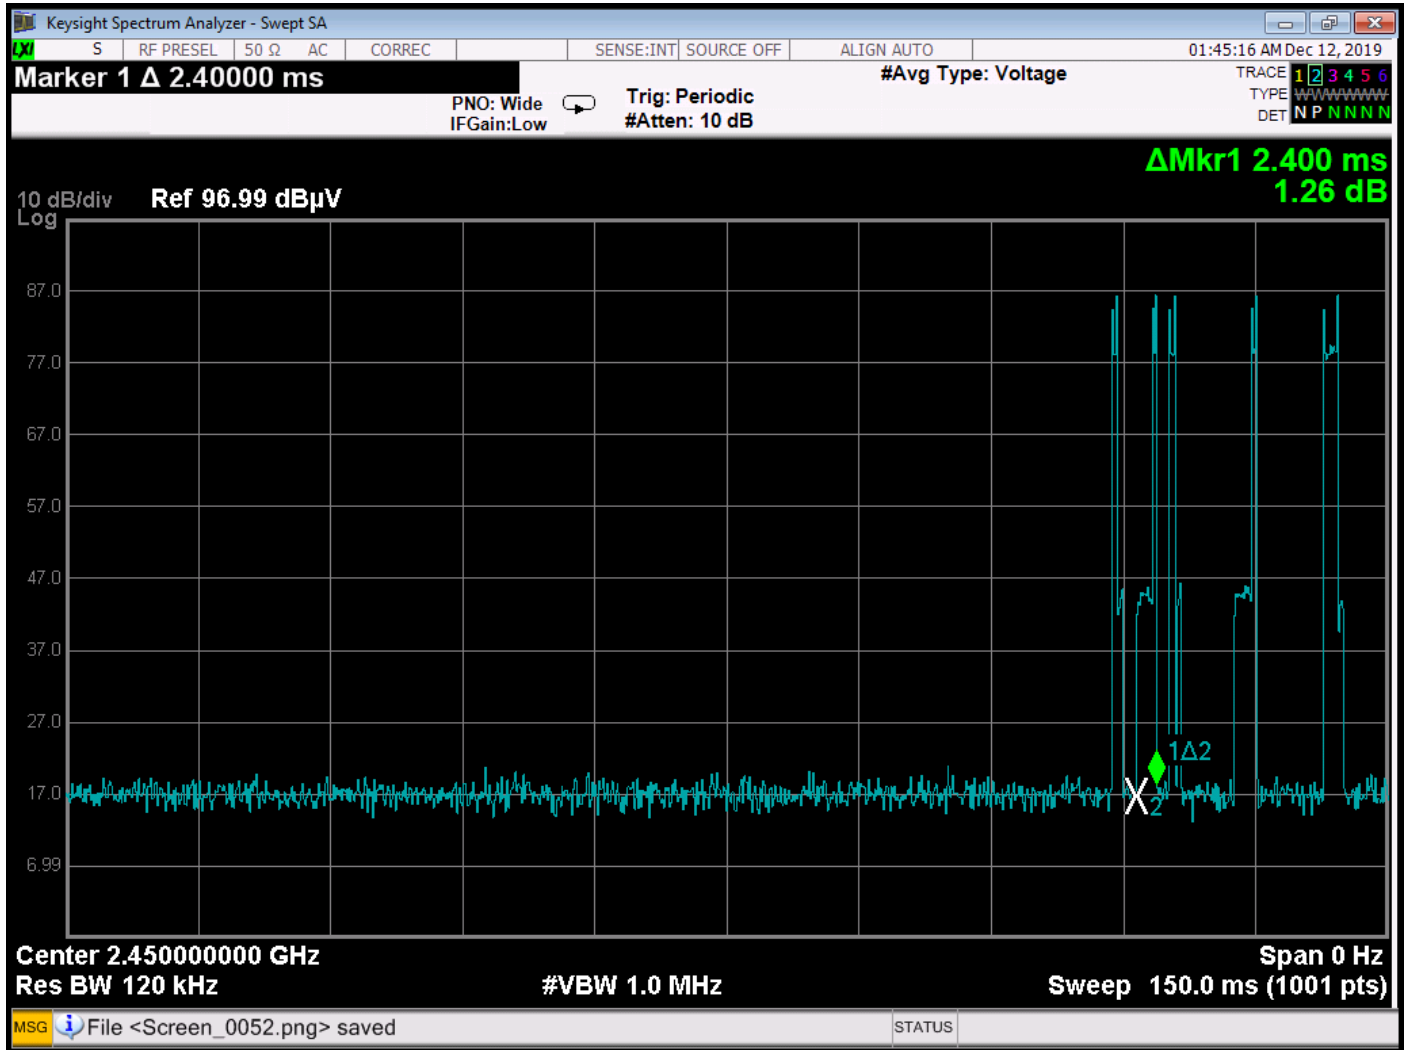 Keysight Spectrum Analyzer - Swept SA
LXI S RF PRESEL 50 Ω AC CORREC SENSE:INT SOURCE OFF ALIGN AUTO 01:45:16 AM Dec 12, 2019
Marker 1 Δ 2.40000 ms
PNO: Wide
IFGain:Low
Trig: Periodic
#Atten: 10 dB
#Avg Type: Voltage
TRACE 1 2 3 4 5 6
TYPE WWWWWW
DET N P N N N N
ΔMkr1 2.400 ms
1.26 dB
10 dB/div Ref 96.99 dBµV
Log
87.0
77.0
67.0
57.0
47.0
37.0
27.0
17.0
6.99
1Δ2
2
Center 2.450000000 GHz Span 0 Hz
Res BW 120 kHz #VBW 1.0 MHz Sweep 150.0 ms (1001 pts)
MSG File <Screen_0052.png> saved STATUS